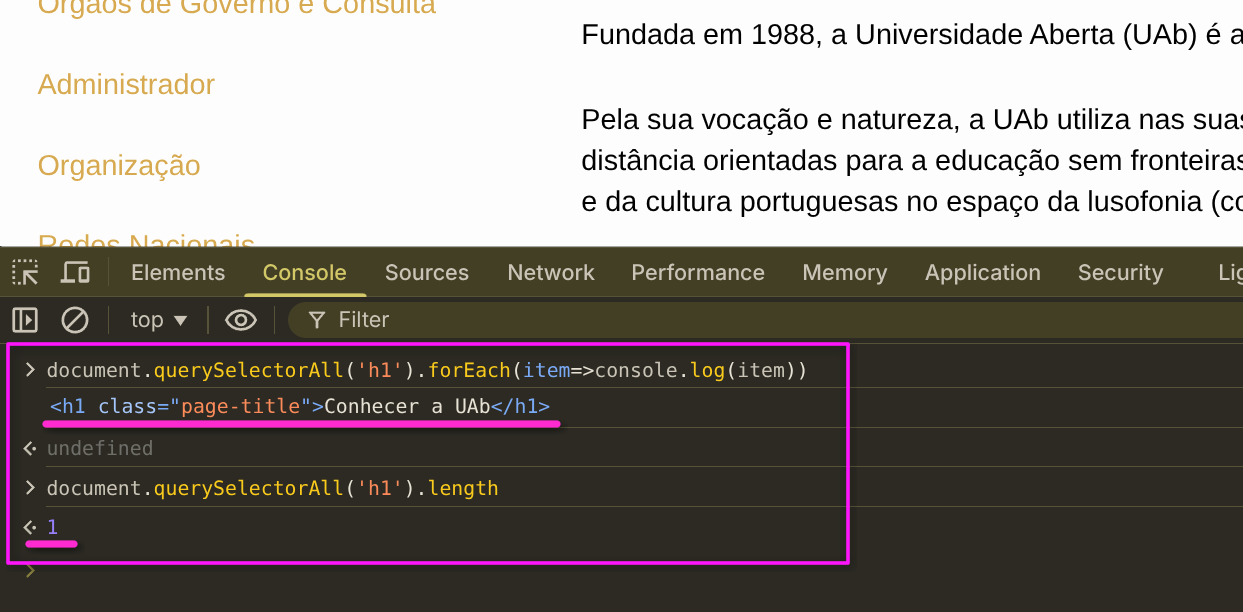 Órgãos de Governo e Consulta
Administrador
Organização
Redes Nacionais
Fundada em 1988, a Universidade Aberta (UAb) é a
Pela sua vocação e natureza, a UAb utiliza nas suas
distância orientadas para a educação sem fronteiras
e da cultura portuguesas no espaço da lusofonia (co
Elements Console Sources Network Performance Memory Application Security Lig
top Filter
> document.querySelectorAll('h1').forEach(item=>console.log(item))
<h1 class="page-title">Conhecer a UAb</h1>
undefined
> document.querySelectorAll('h1').length
1
>